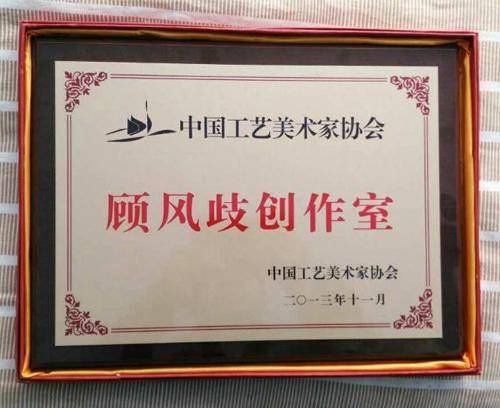 中国工艺美术家协会
顾风歧创作室
中国工艺美术家协会
二〇一三年十一月